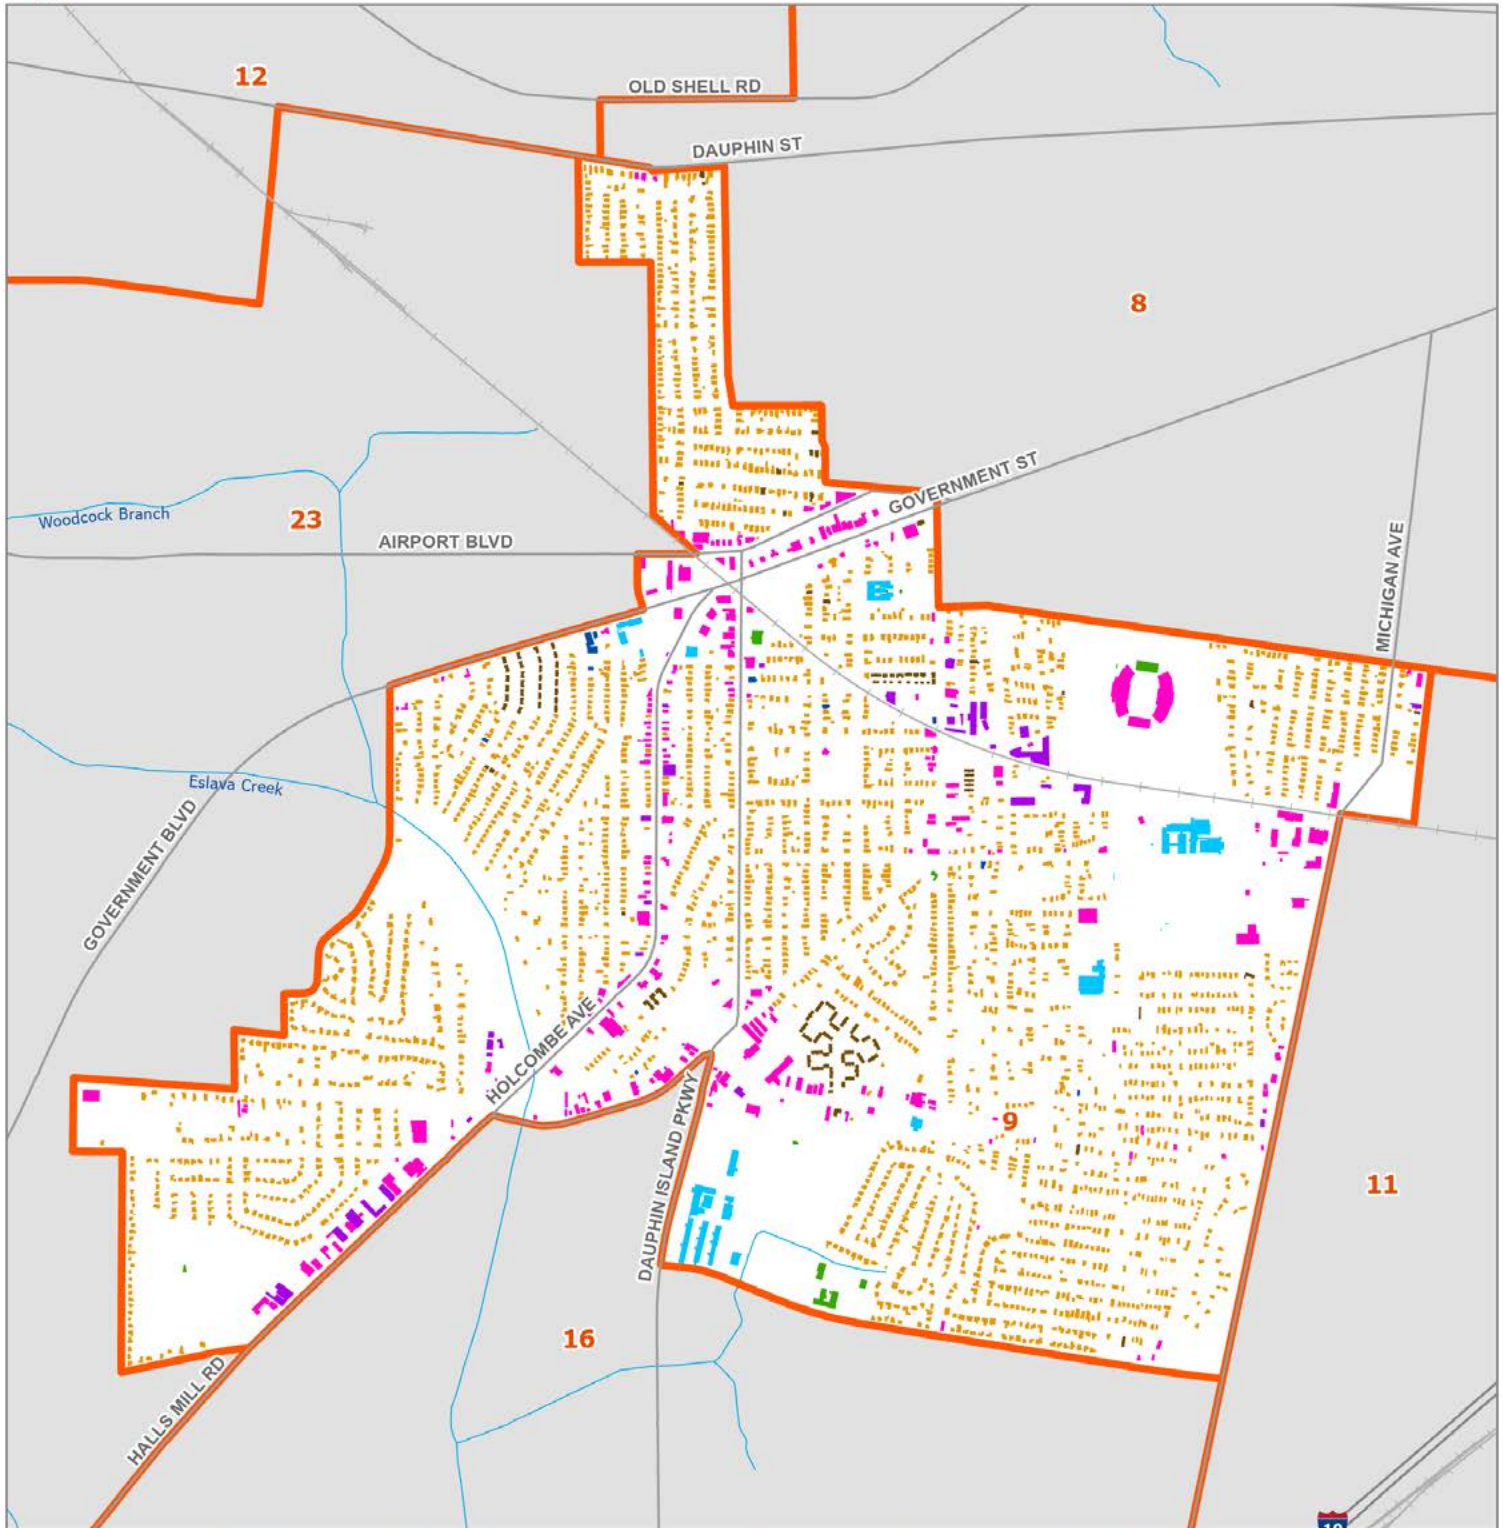 12
OLD SHELL RD
DAUPHIN ST
8
GOVERNMENT ST
Woodcock Branch
23
AIRPORT BLVD
MICHIGAN AVE
Eslava Creek
GOVERNMENT BLVD
HOLCOMBE AVE
DAUPHIN ISLAND PKWY
9
11
16
HALLS MILL RD
10